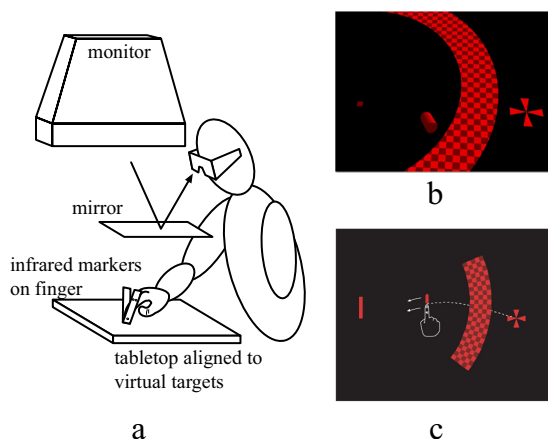 monitor
mirror
infrared markers
on finger
tabletop aligned to
virtual targets
a
b
c